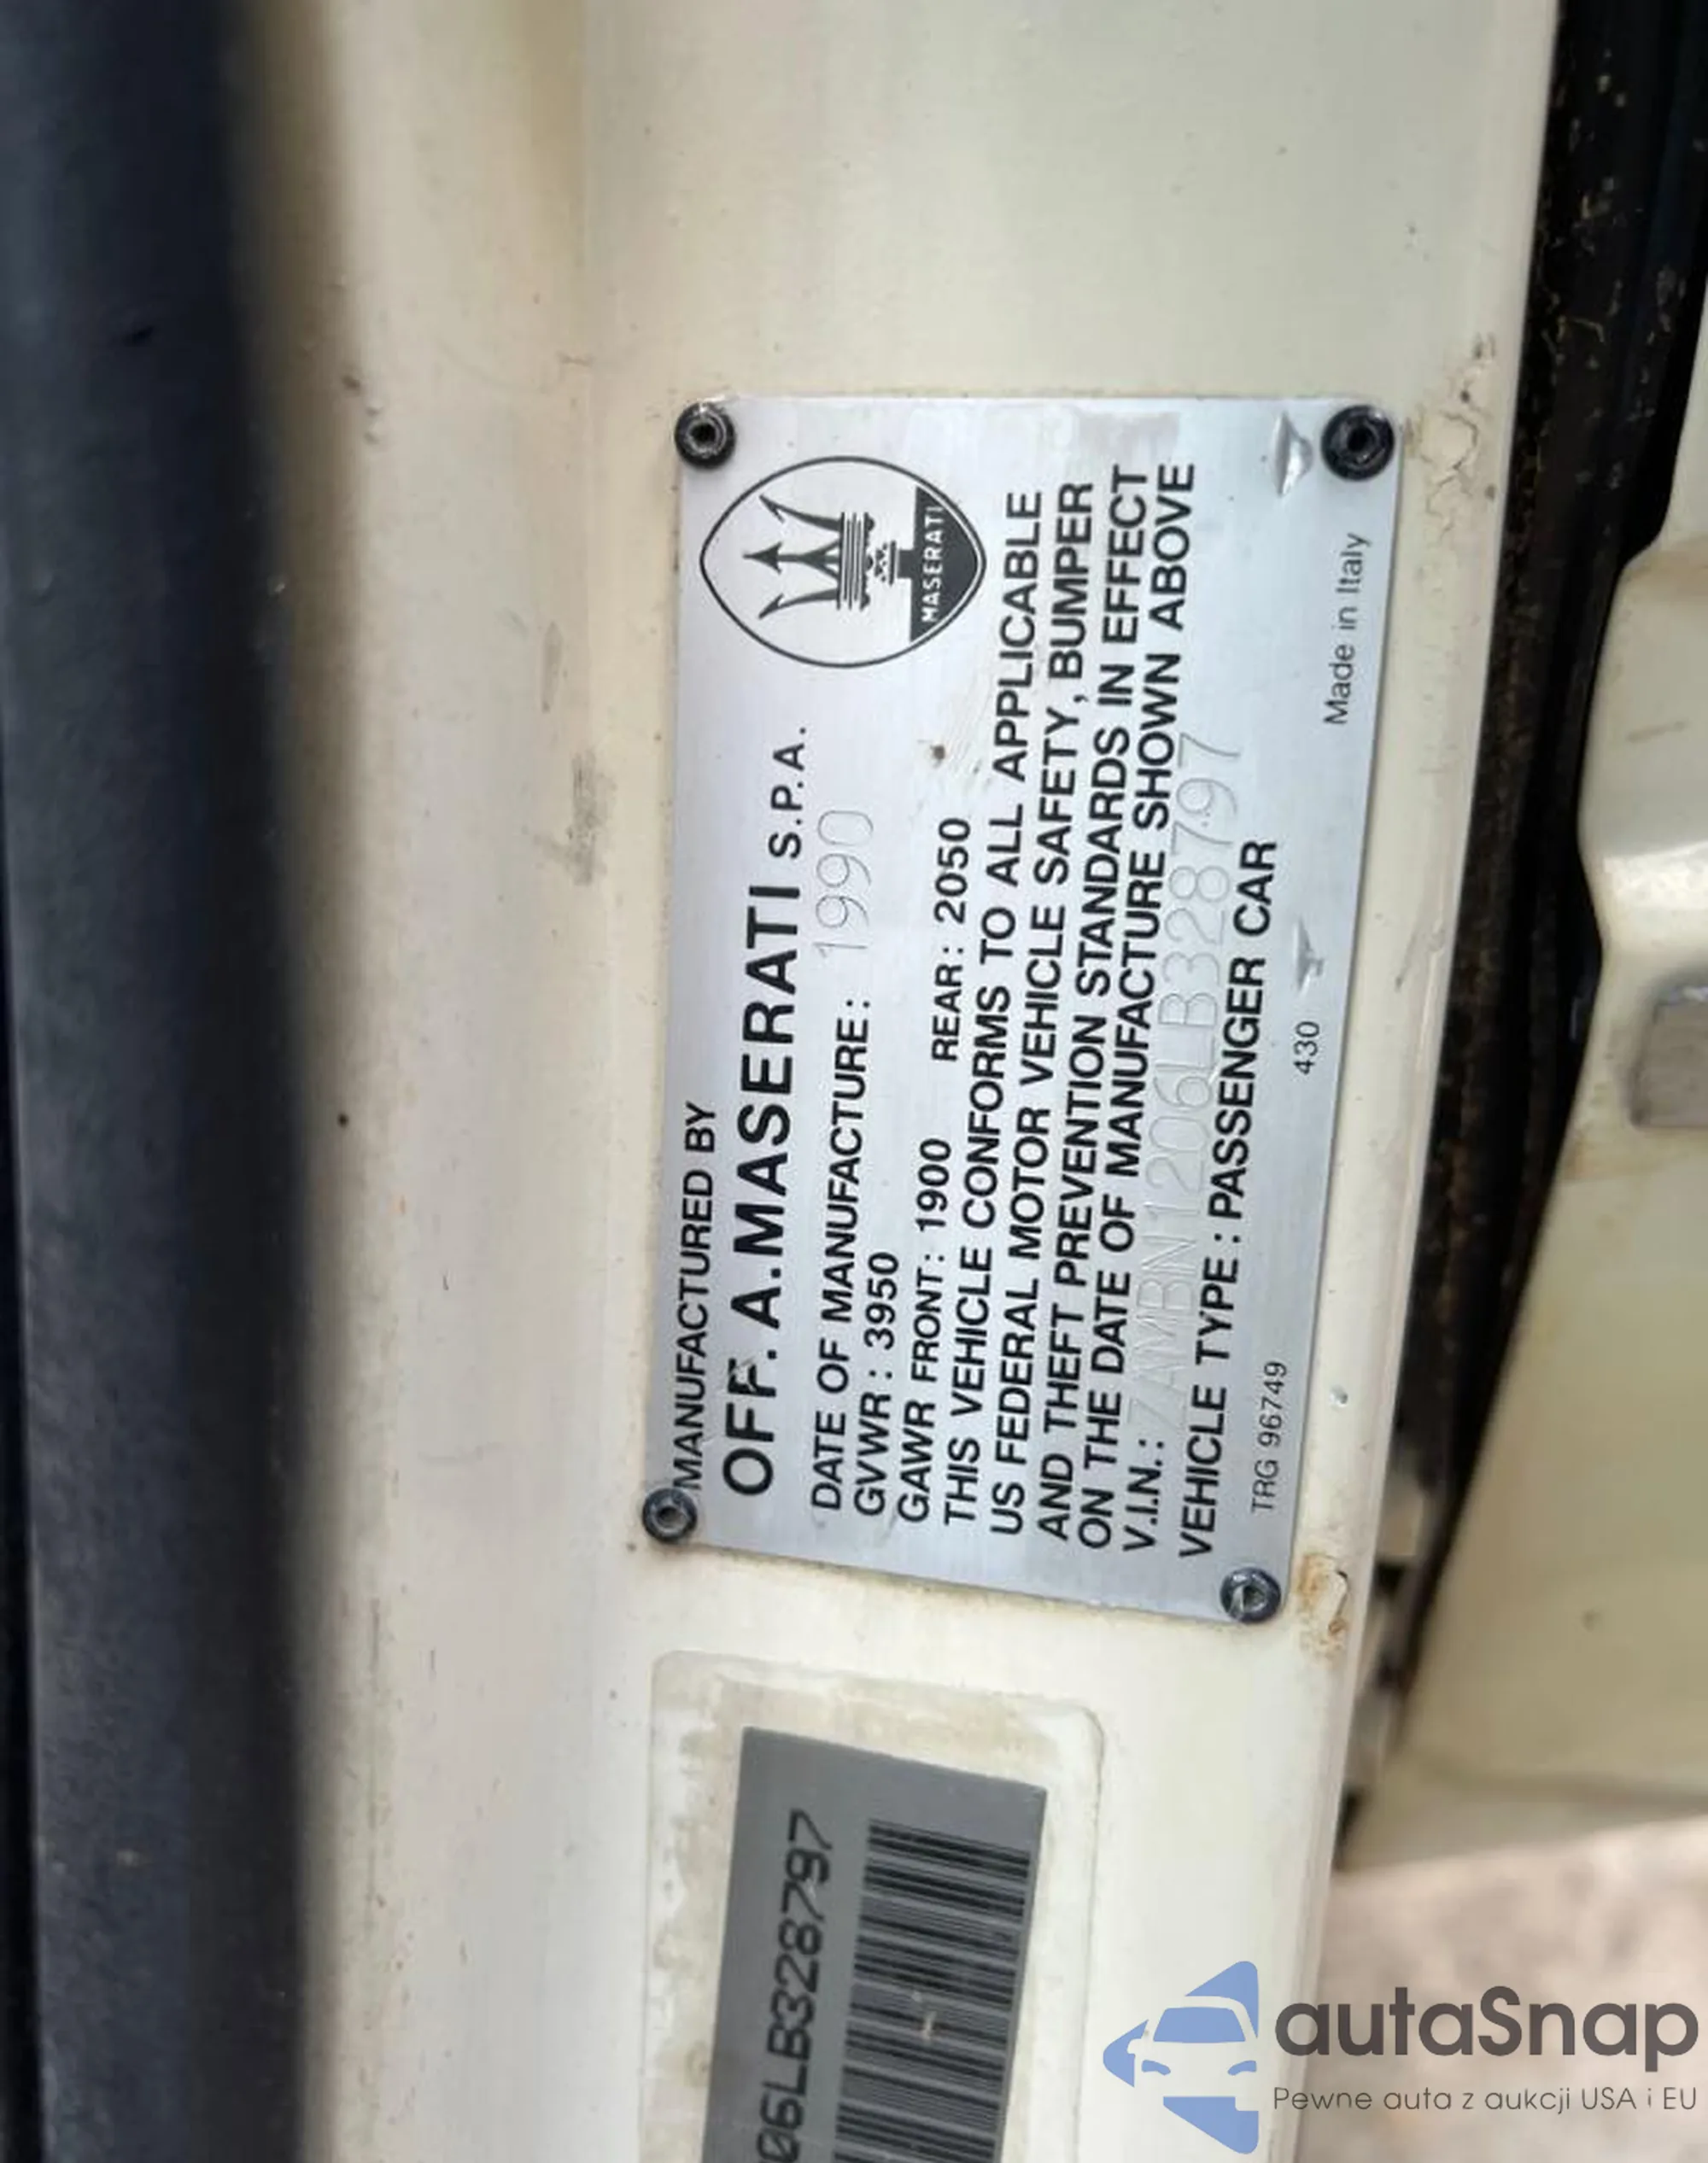 MANUFACTURED BY
OFF. A.MASERATI S.P.A.
MASERATI
DATE OF MANUFACTURE: 1990
GVWR: 3950
GAWR FRONT: 1900 REAR: 2050
THIS VEHICLE CONFORMS TO ALL APPLICABLE
US FEDERAL MOTOR VEHICLE SAFETY, BUMPER
AND THEFT PREVENTION STANDARDS IN EFFECT
ON THE DATE OF MANUFACTURE SHOWN ABOVE
V.I.N.: ZAMBN1206LB328797
VEHICLE TYPE: PASSENGER CAR
TRG 96749 430 Made in Italy
06LB328797
autaSnap
Pewne auta z aukcji USA i EU